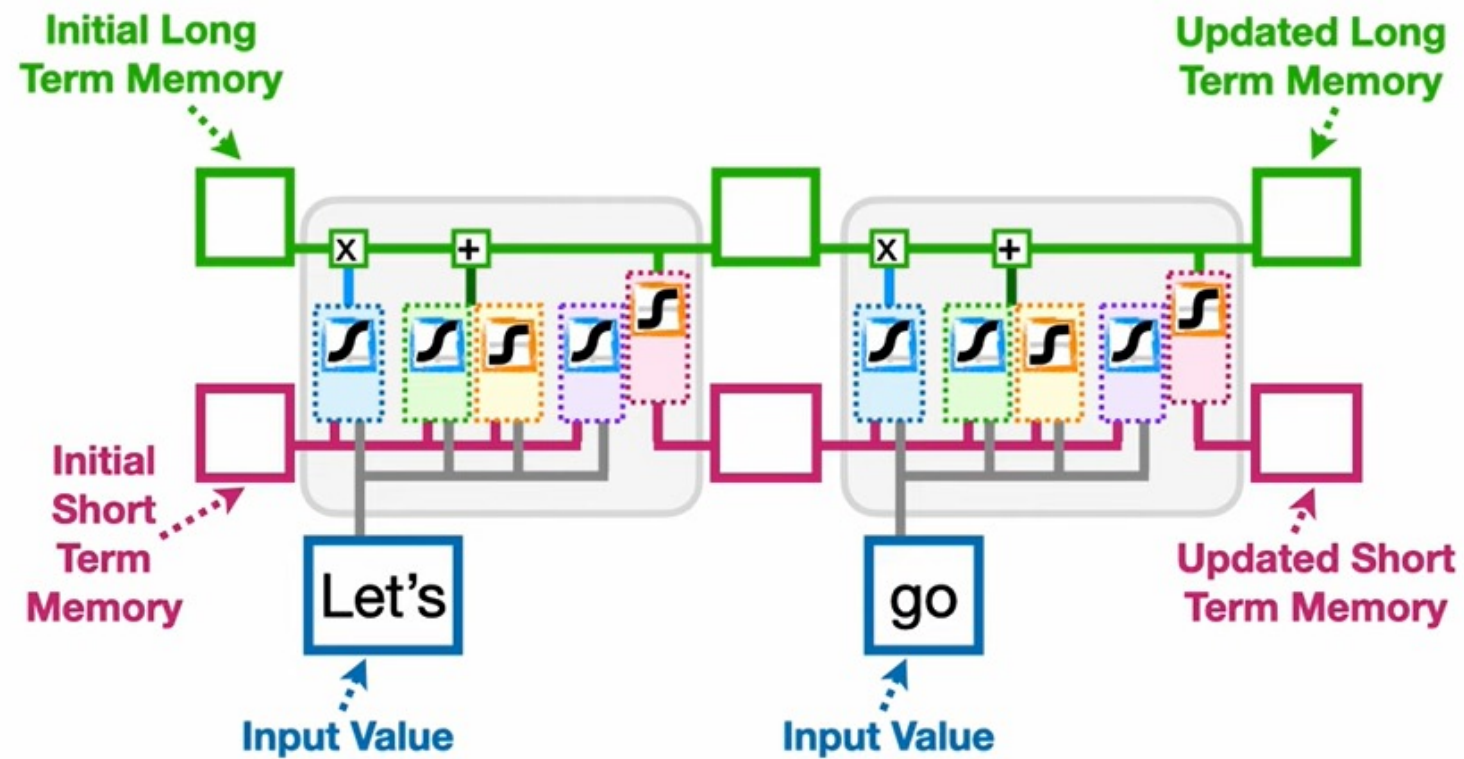 Initial Long
Term Memory
Updated Long
Term Memory
x
+
x
+
Initial
Short
Term
Memory
Let's
go
Updated Short
Term Memory
Input Value
Input Value